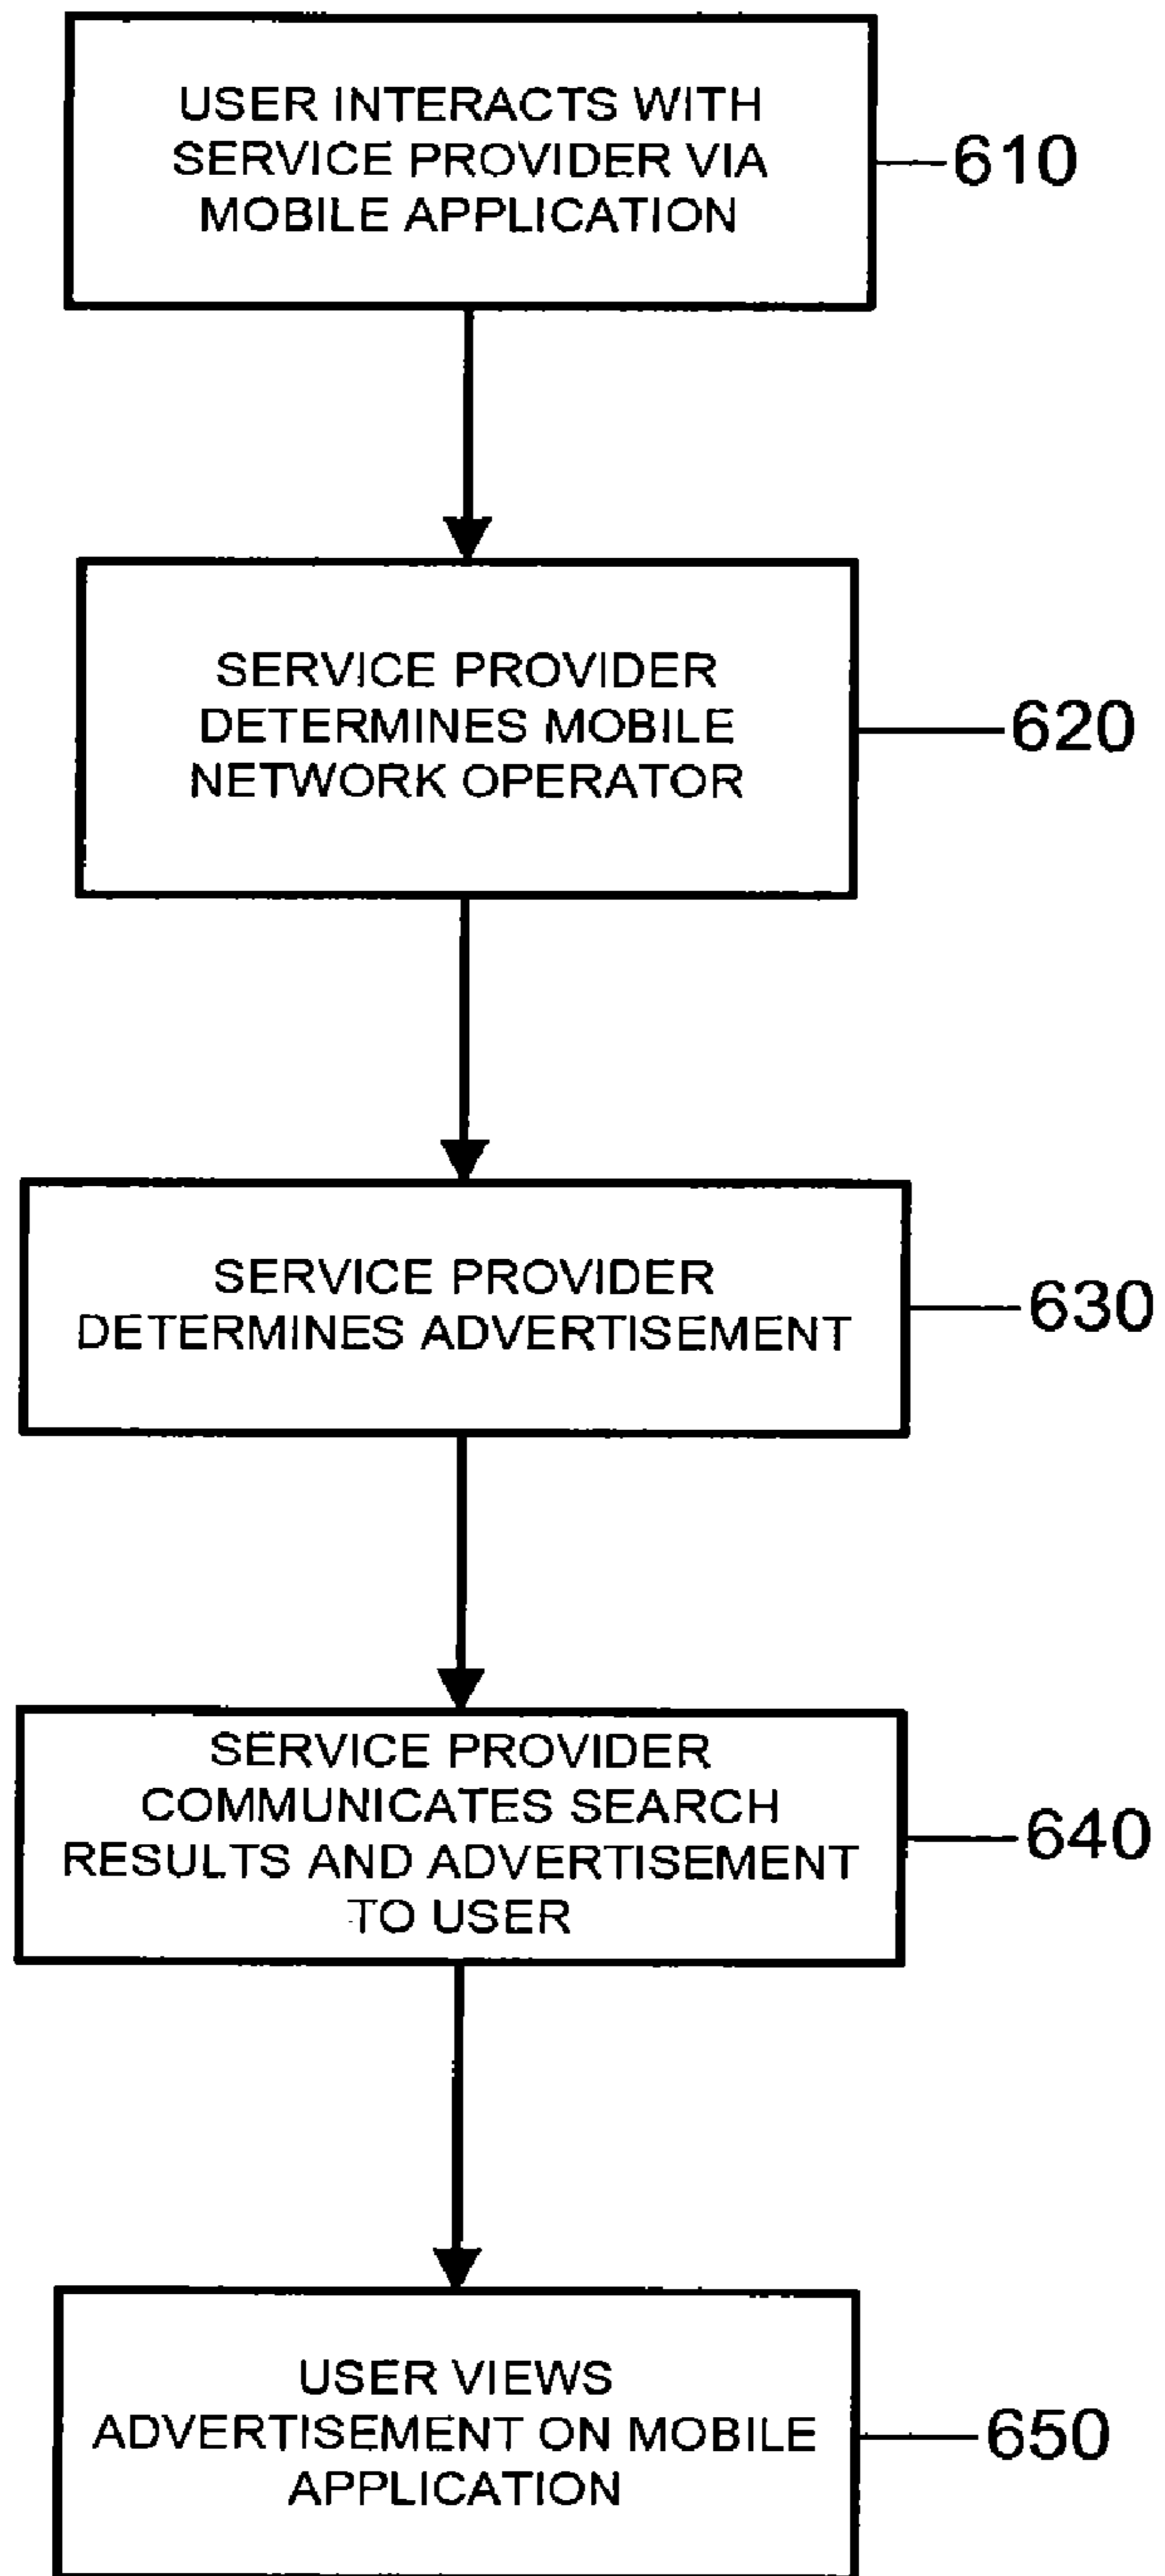 USER INTERACTS WITH
SERVICE PROVIDER VIA
MOBILE APPLICATION
610
SERVICE PROVIDER
DETERMINES MOBILE
NETWORK OPERATOR
620
SERVICE PROVIDER
DETERMINES ADVERTISEMENT
630
SERVICE PROVIDER
COMMUNICATES SEARCH
RESULTS AND ADVERTISEMENT
TO USER
640
USER VIEWS
ADVERTISEMENT ON MOBILE
APPLICATION
650